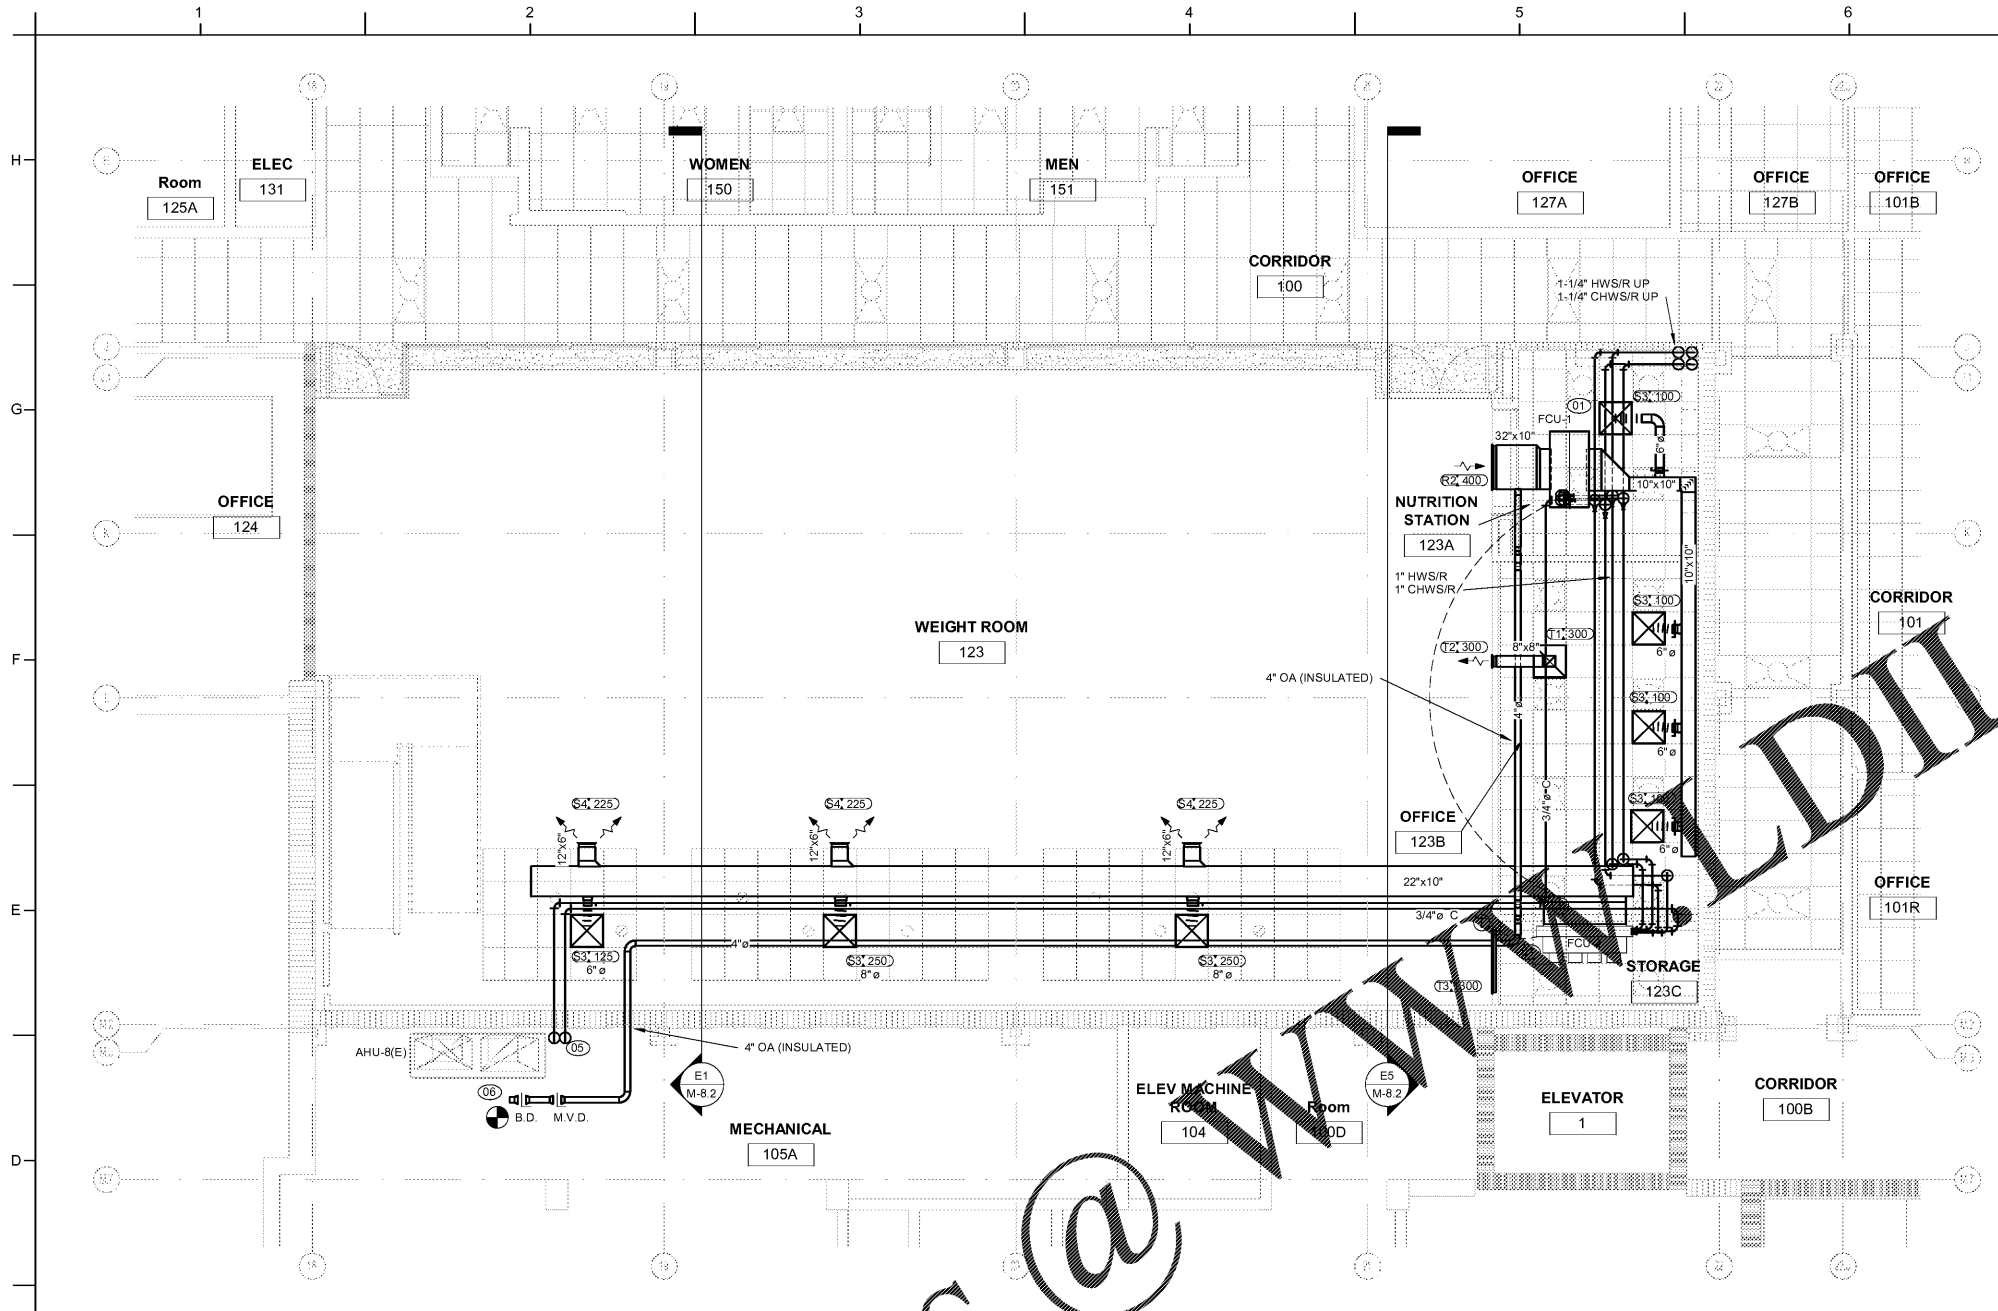 1 2 3 4 5 6
H
G
F
E
D
ELEC
131
Room
125A
WOMEN
150
MEN
151
OFFICE
127A
OFFICE
127B
OFFICE
101B
CORRIDOR
100
1-1/4" HWS/R UP
1-1/4" CHWS/R UP
S3 100
01
FCU-1
32"x10"
6"ø
R2 400
10"x10"
OFFICE
124
NUTRITION
STATION
123A
10"x10"
1" HWS/R
1" CHWS/R
S3 100
CORRIDOR
101
WEIGHT ROOM
123
T1 300
T2 300
8"x8"
6"ø
4" OA (INSULATED)
S3 100
4"ø
6"ø
3/4"ø C
S4 225
S4 225
S4 225
12"x6"
12"x6"
12"x6"
OFFICE
123B
6"ø
22"x10"
OFFICE
101R
3/4"ø C
4"ø
S3 125
6"ø
S3 250
8"ø
S3 250
8"ø
STORAGE
123C
AHU-8(E)
05
4" OA (INSULATED)
06
B.D.
M.V.D.
E1
M-8.2
E5
M-8.2
MECHANICAL
105A
ELEV MACHINE
ROOM
104
Room
100D
ELEVATOR
1
CORRIDOR
100B
@ WWW.LDII